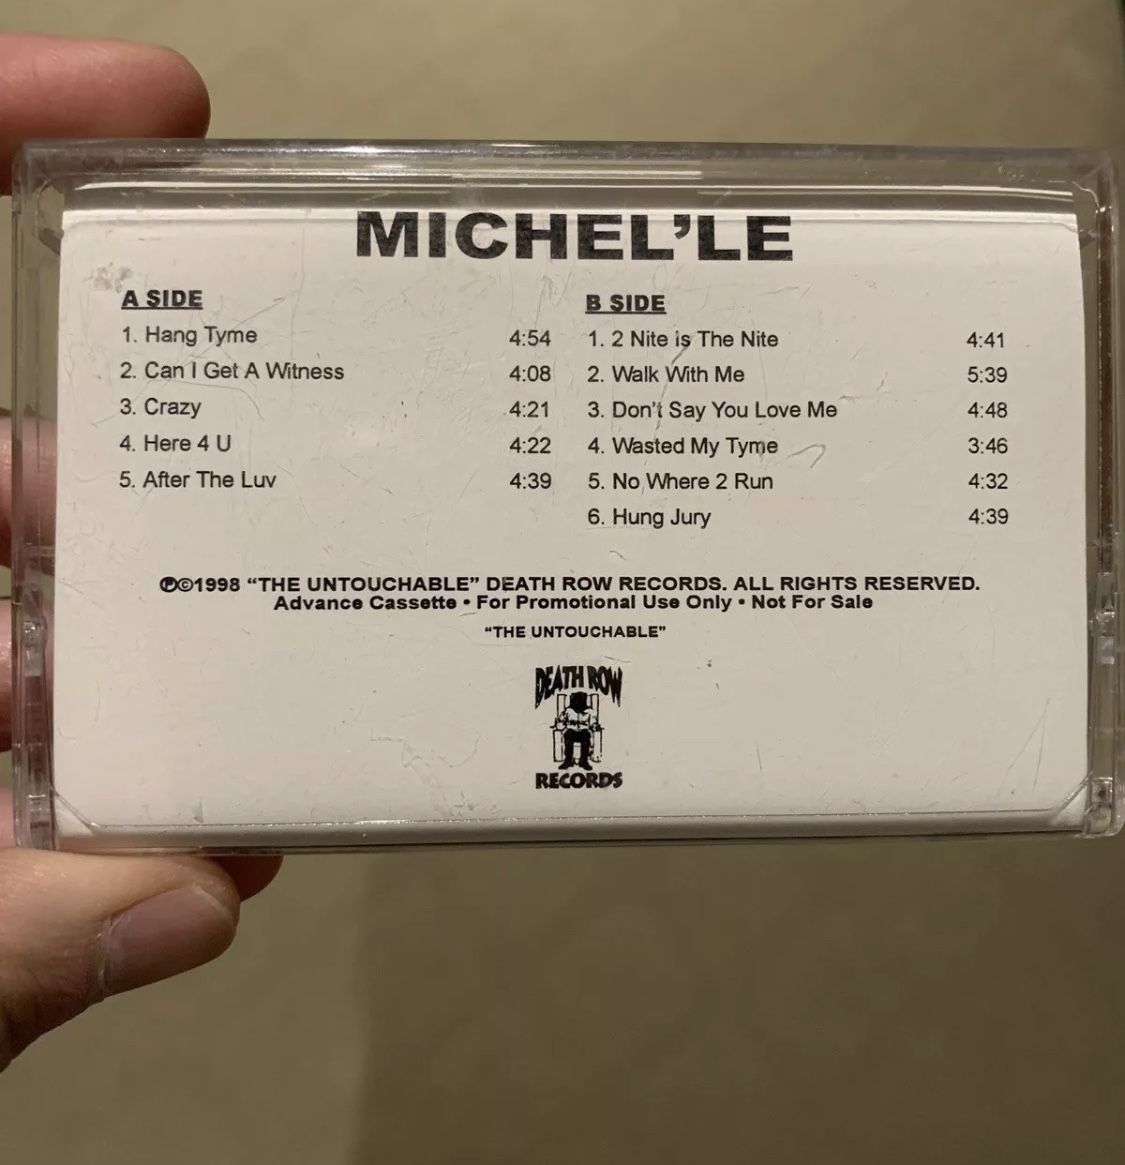 MICHEL’LE
A SIDE
1. Hang Tyme 4:54
2. Can I Get A Witness 4:08
3. Crazy 4:21
4. Here 4 U 4:22
5. After The Luv 4:39
B SIDE
1. 2 Nite is The Nite 4:41
2. Walk With Me 5:39
3. Don’t Say You Love Me 4:48
4. Wasted My Tyme 3:46
5. No Where 2 Run 4:32
6. Hung Jury 4:39
℗©1998 “THE UNTOUCHABLE” DEATH ROW RECORDS. ALL RIGHTS RESERVED.
Advance Cassette • For Promotional Use Only • Not For Sale
“THE UNTOUCHABLE”
DEATH ROW
RECORDS